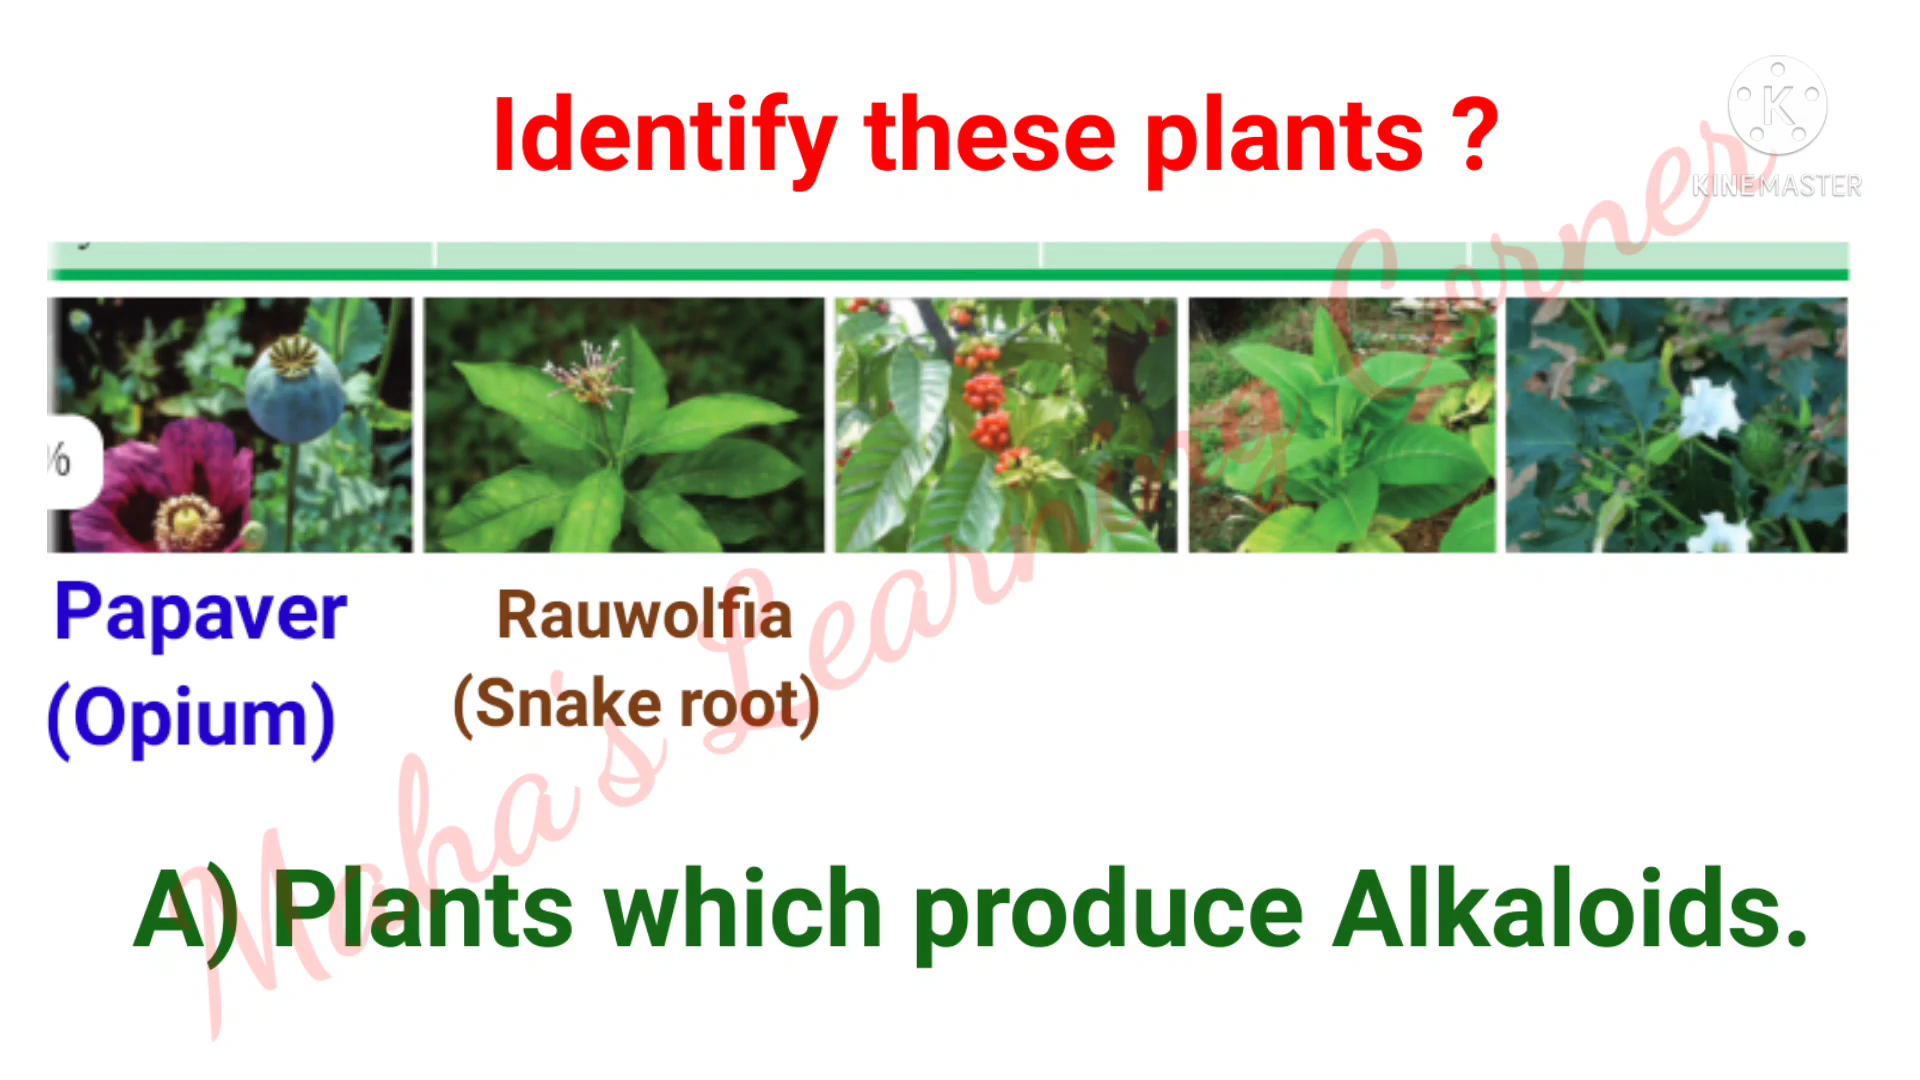 Identify these plants ?
K
KINEMASTER
%
Papaver
(Opium)
Rauwolfia
(Snake root)
A) Plants which produce Alkaloids.
Maha's Learning Corner